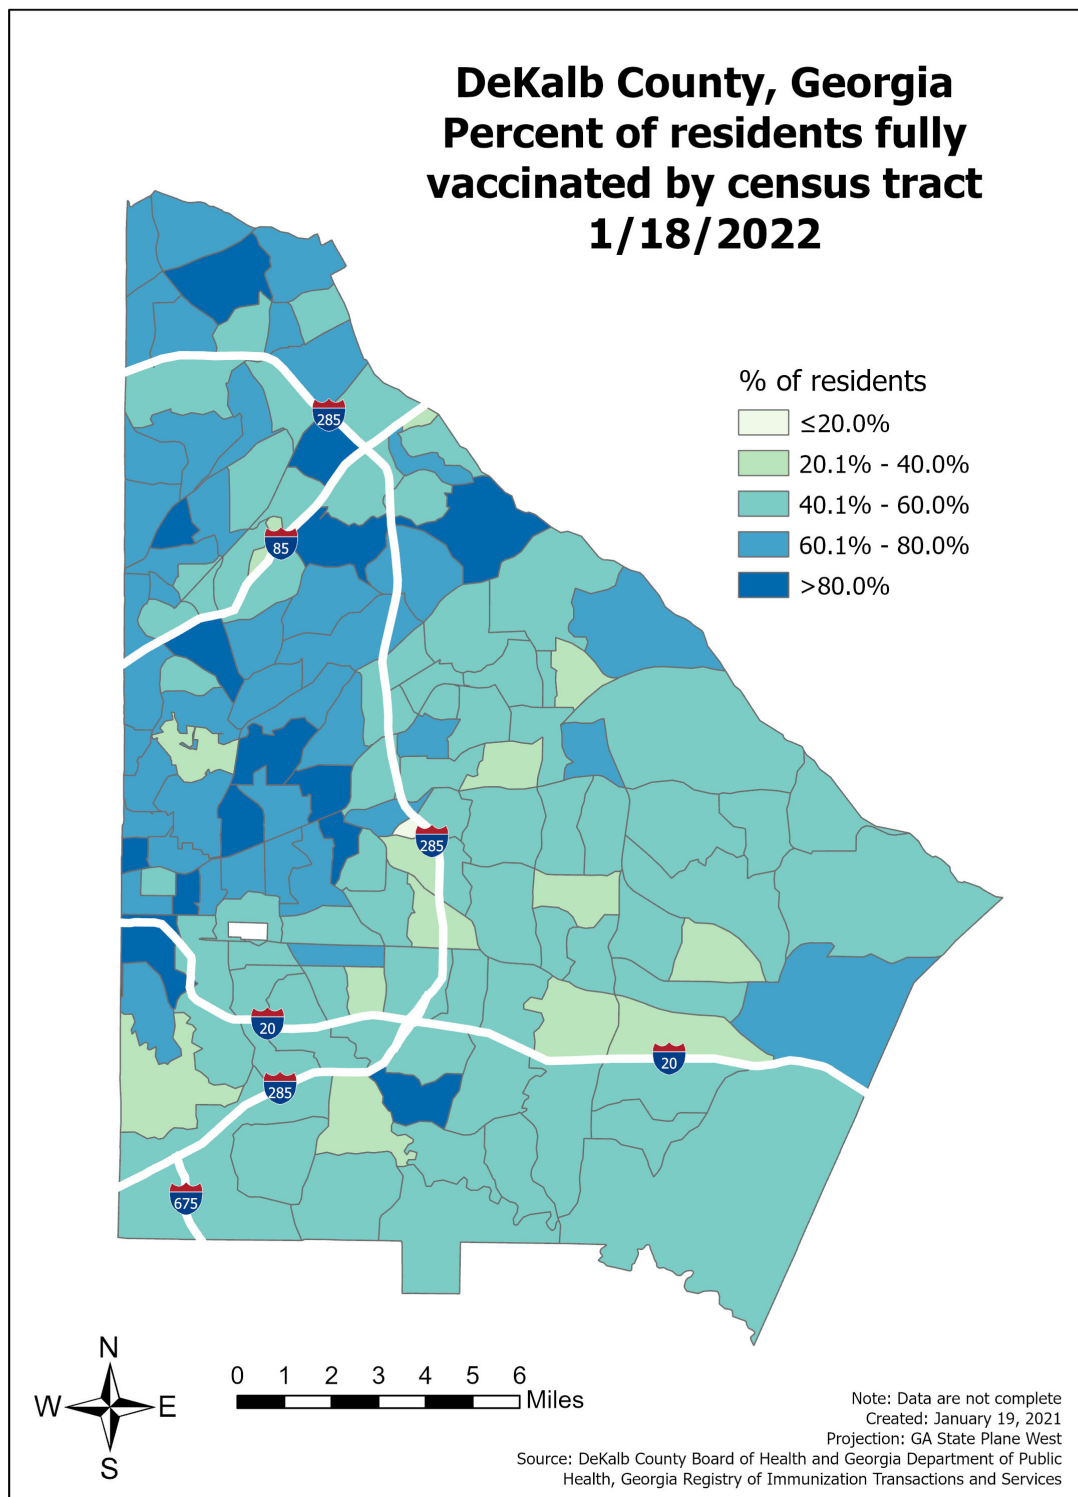 DeKalb County, Georgia
Percent of residents fully
vaccinated by census tract
1/18/2022
% of residents
≤20.0%
20.1% - 40.0%
40.1% - 60.0%
60.1% - 80.0%
>80.0%
285
85
285
20
20
285
675
N
W E
S
0 1 2 3 4 5 6
Miles
Note: Data are not complete
Created: January 19, 2021
Projection: GA State Plane West
Source: DeKalb County Board of Health and Georgia Department of Public
Health, Georgia Registry of Immunization Transactions and Services